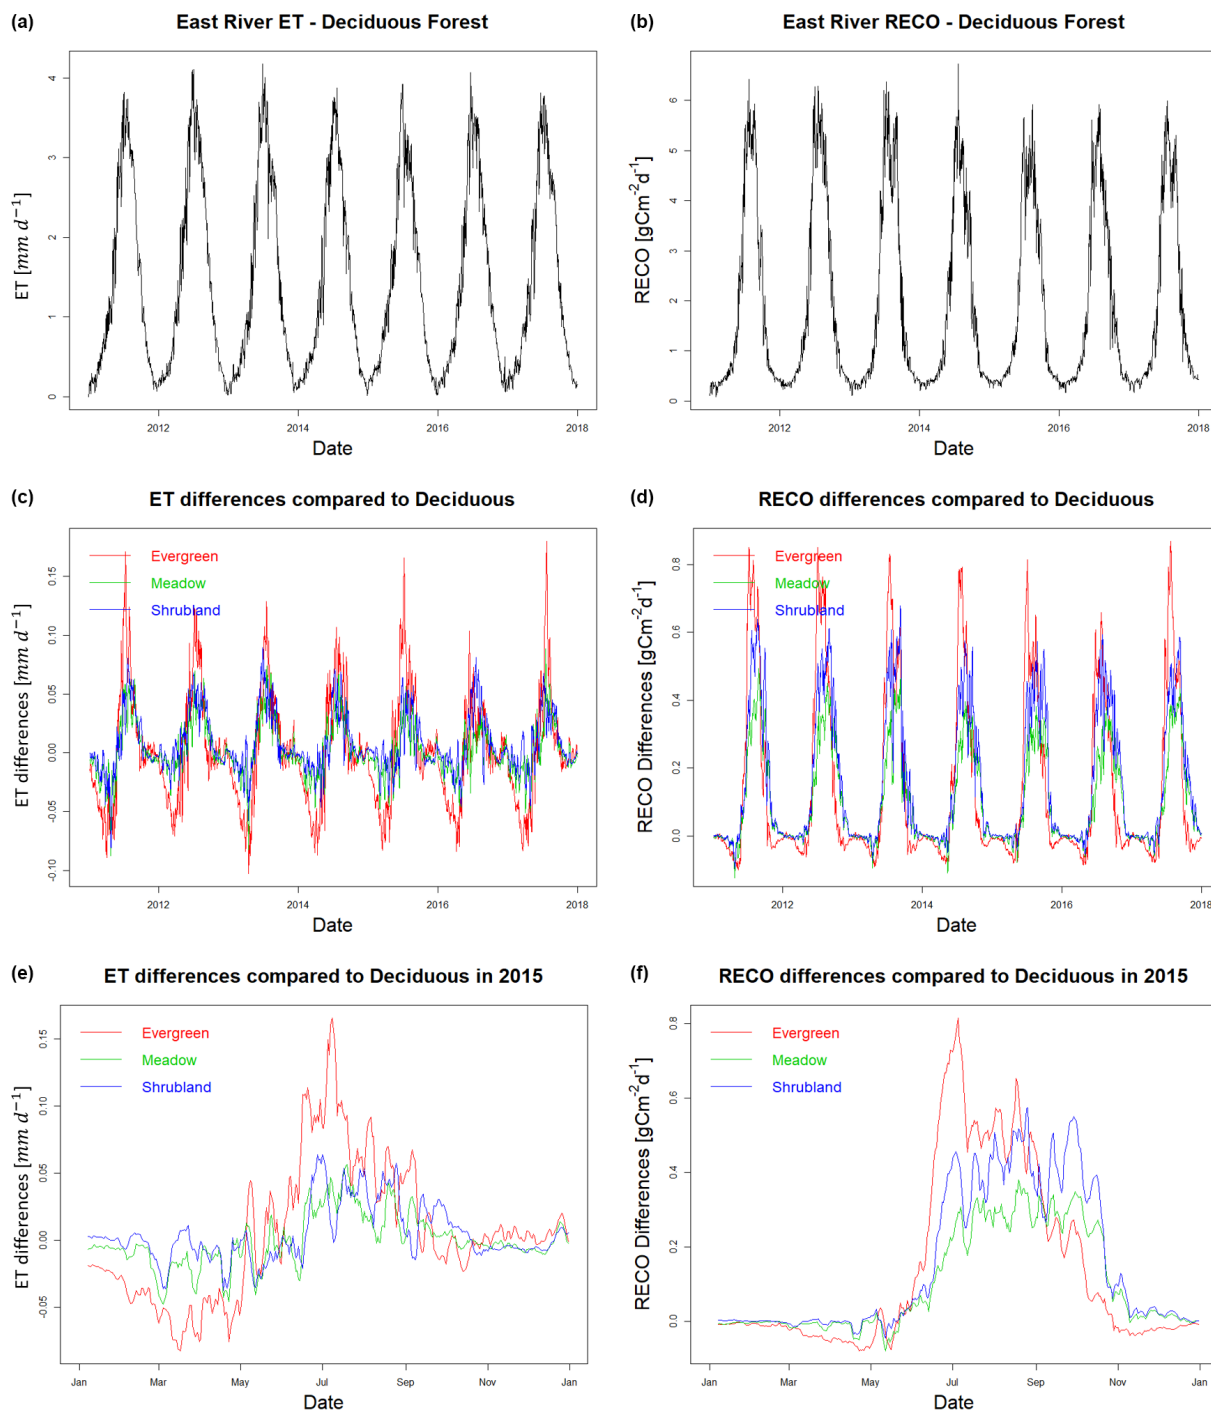 (a) East River ET - Deciduous Forest
ET [mm d⁻¹]
4
3
2
1
0
2012 2014 2016 2018
Date
(b) East River RECO - Deciduous Forest
RECO [gCm-2d-1]
6
5
4
3
2
1
0
2012 2014 2016 2018
Date
(c) ET differences compared to Deciduous
ET differences [mm d⁻¹]
0.15
0.10
0.05
0.00
-0.05
-0.10
Evergreen
Meadow
Shrubland
2012 2014 2016 2018
Date
(d) RECO differences compared to Deciduous
RECO Differences [gCm-2d-1]
0.8
0.6
0.4
0.2
0.0
Evergreen
Meadow
Shrubland
2012 2014 2016 2018
Date
(e) ET differences compared to Deciduous in 2015
ET differences [mm d⁻¹]
0.15
0.10
0.05
0.00
-0.05
Evergreen
Meadow
Shrubland
Jan Mar May Jul Sep Nov Jan
Date
(f) RECO differences compared to Deciduous in 2015
RECO Differences [gCm-2d-1]
0.8
0.6
0.4
0.2
0.0
Evergreen
Meadow
Shrubland
Jan Mar May Jul Sep Nov Jan
Date